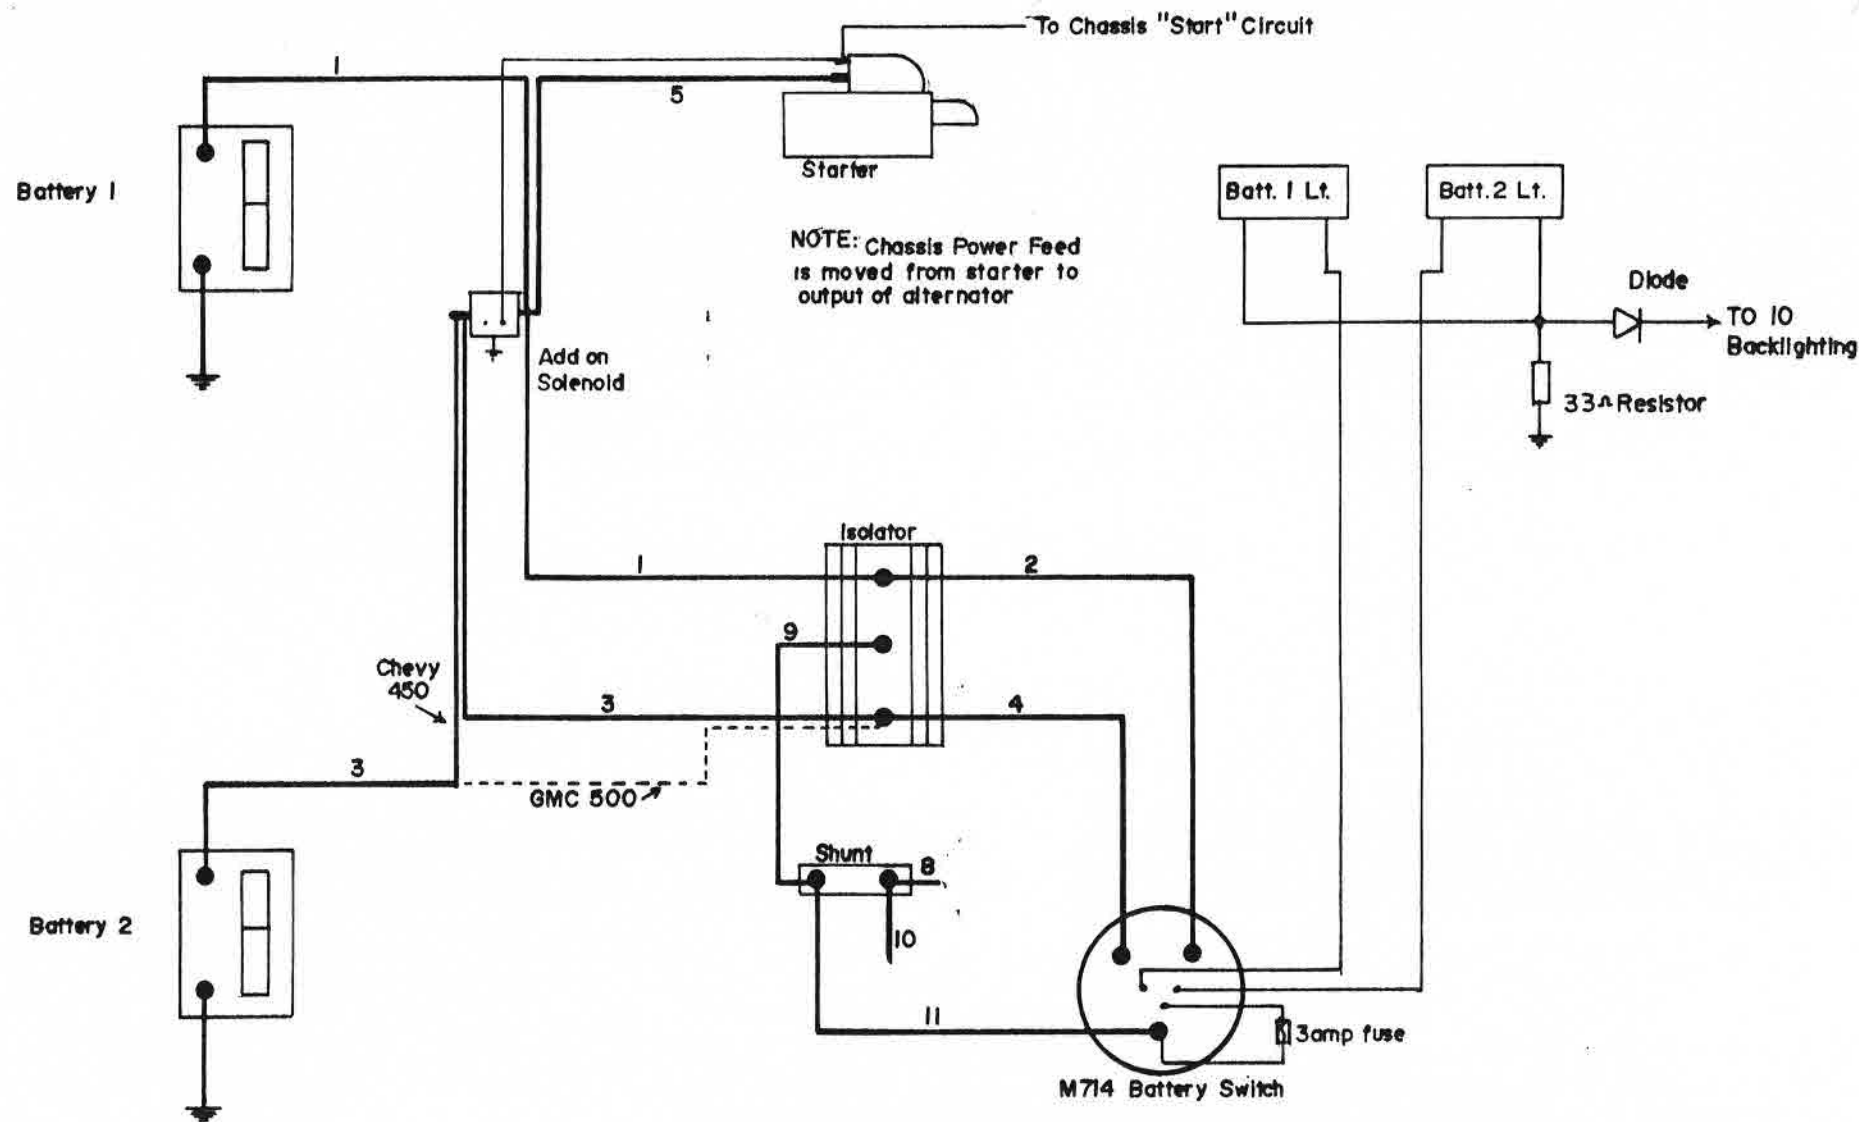 To Chassis "Start" Circuit
1
5
Starter
Battery 1
Batt. 1 Lt.
Batt. 2 Lt.
NOTE: Chassis Power Feed
is moved from starter to
output of alternator
Diode
TO 10
Backlighting
Add on
Solenoid
33Ω Resistor
Isolator
1
2
9
Chevy
450
3
4
3
GMC 500
Shunt
8
Battery 2
10
11
3amp fuse
M714 Battery Switch